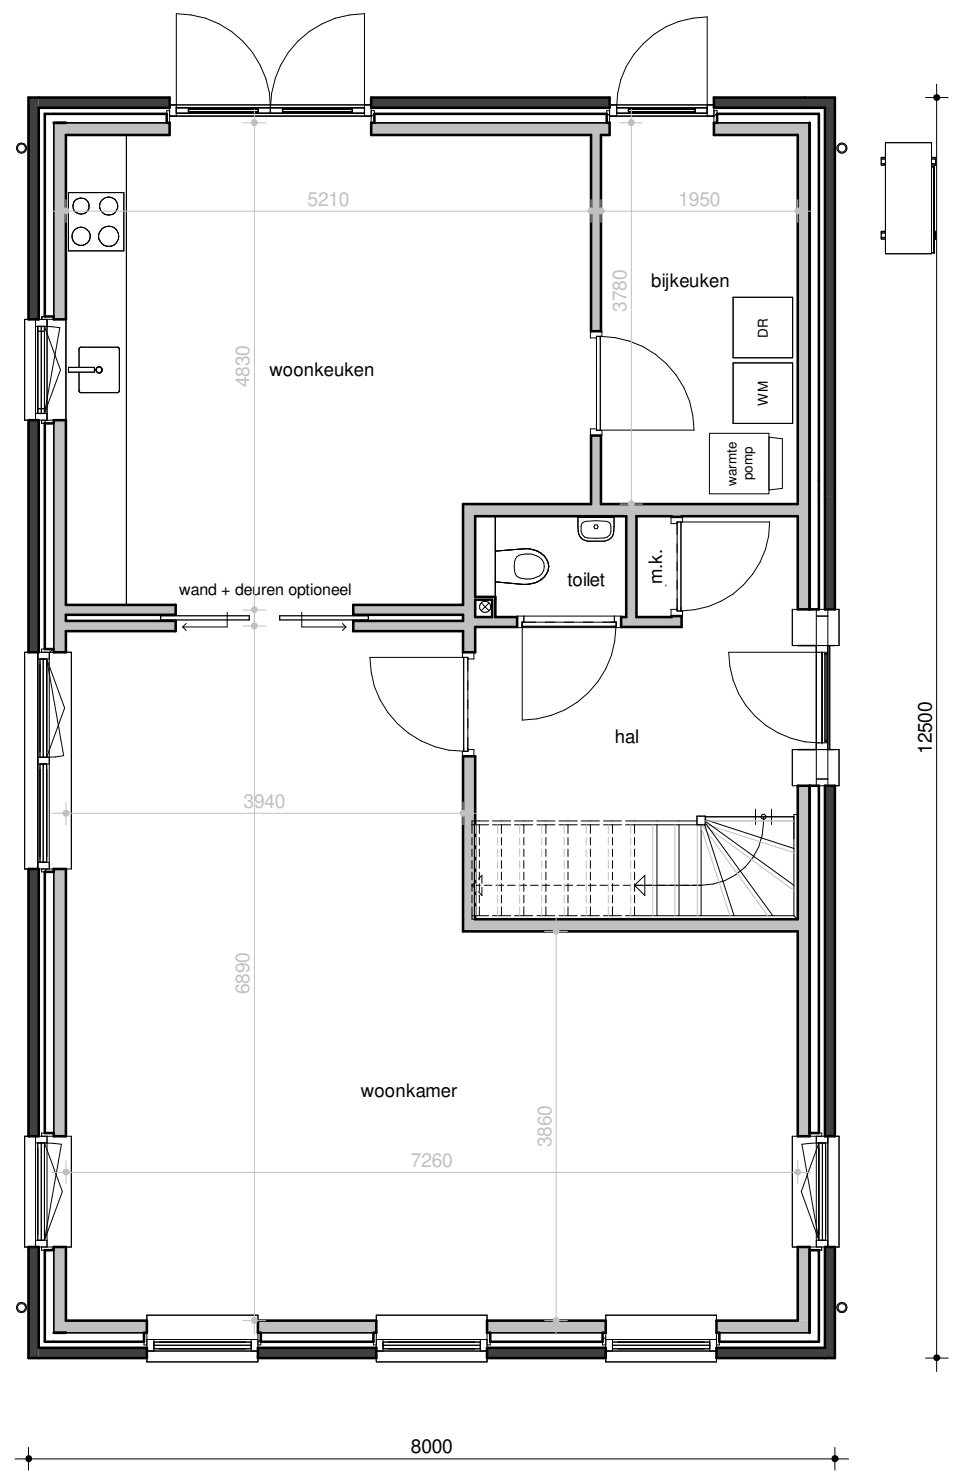 5210
1950
bijkeuken
3780
DR
4830
woonkeuken
WM
warmte
pomp
toilet
m.k.
wand + deuren optioneel
hal
12500
3940
6890
woonkamer
3860
7260
8000